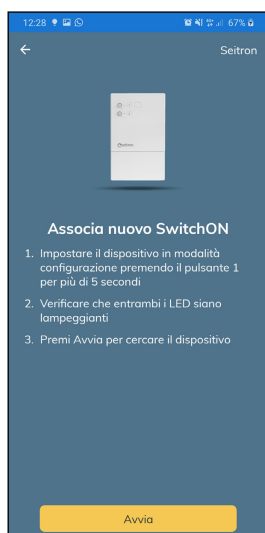 12:28 67%
Seitron
Associa nuovo SwitchON
1. Impostare il dispositivo in modalità
configurazione premendo il pulsante 1
per più di 5 secondi
2. Verificare che entrambi i LED siano
lampeggianti
3. Premi Avvia per cercare il dispositivo
Avvia